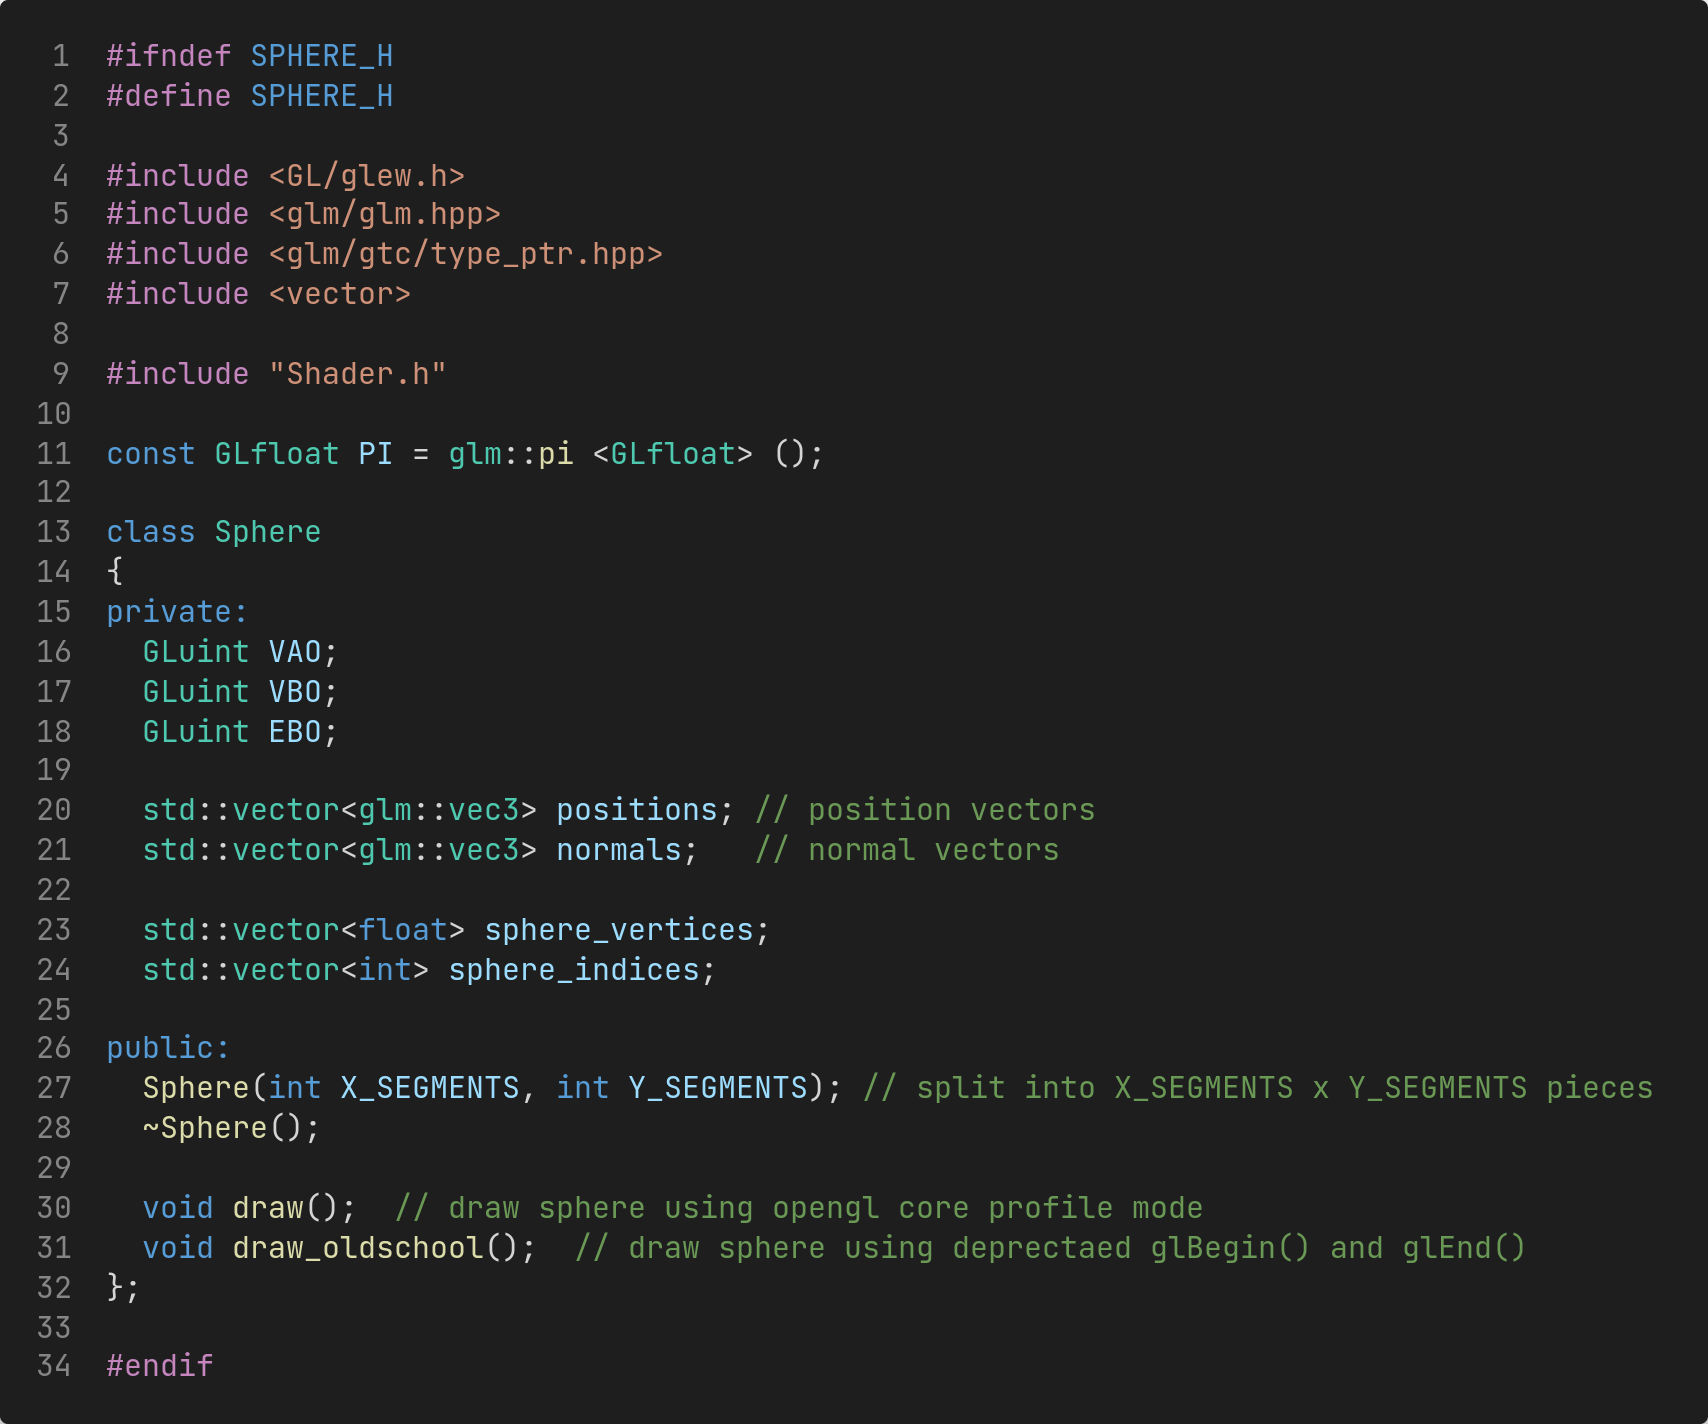 1 #ifndef SPHERE_H
2 #define SPHERE_H
3
4 #include <GL/glew.h>
5 #include <glm/glm.hpp>
6 #include <glm/gtc/type_ptr.hpp>
7 #include <vector>
8
9 #include "Shader.h"
10
11 const GLfloat PI = glm::pi <GLfloat> ();
12
13 class Sphere
14 {
15 private:
16   GLuint VAO;
17   GLuint VBO;
18   GLuint EBO;
19
20   std::vector<glm::vec3> positions; // position vectors
21   std::vector<glm::vec3> normals;   // normal vectors
22
23   std::vector<float> sphere_vertices;
24   std::vector<int> sphere_indices;
25
26 public:
27   Sphere(int X_SEGMENTS, int Y_SEGMENTS); // split into X_SEGMENTS x Y_SEGMENTS pieces
28   ~Sphere();
29
30   void draw();  // draw sphere using opengl core profile mode
31   void draw_oldschool();  // draw sphere using deprectaed glBegin() and glEnd()
32 };
33
34 #endif